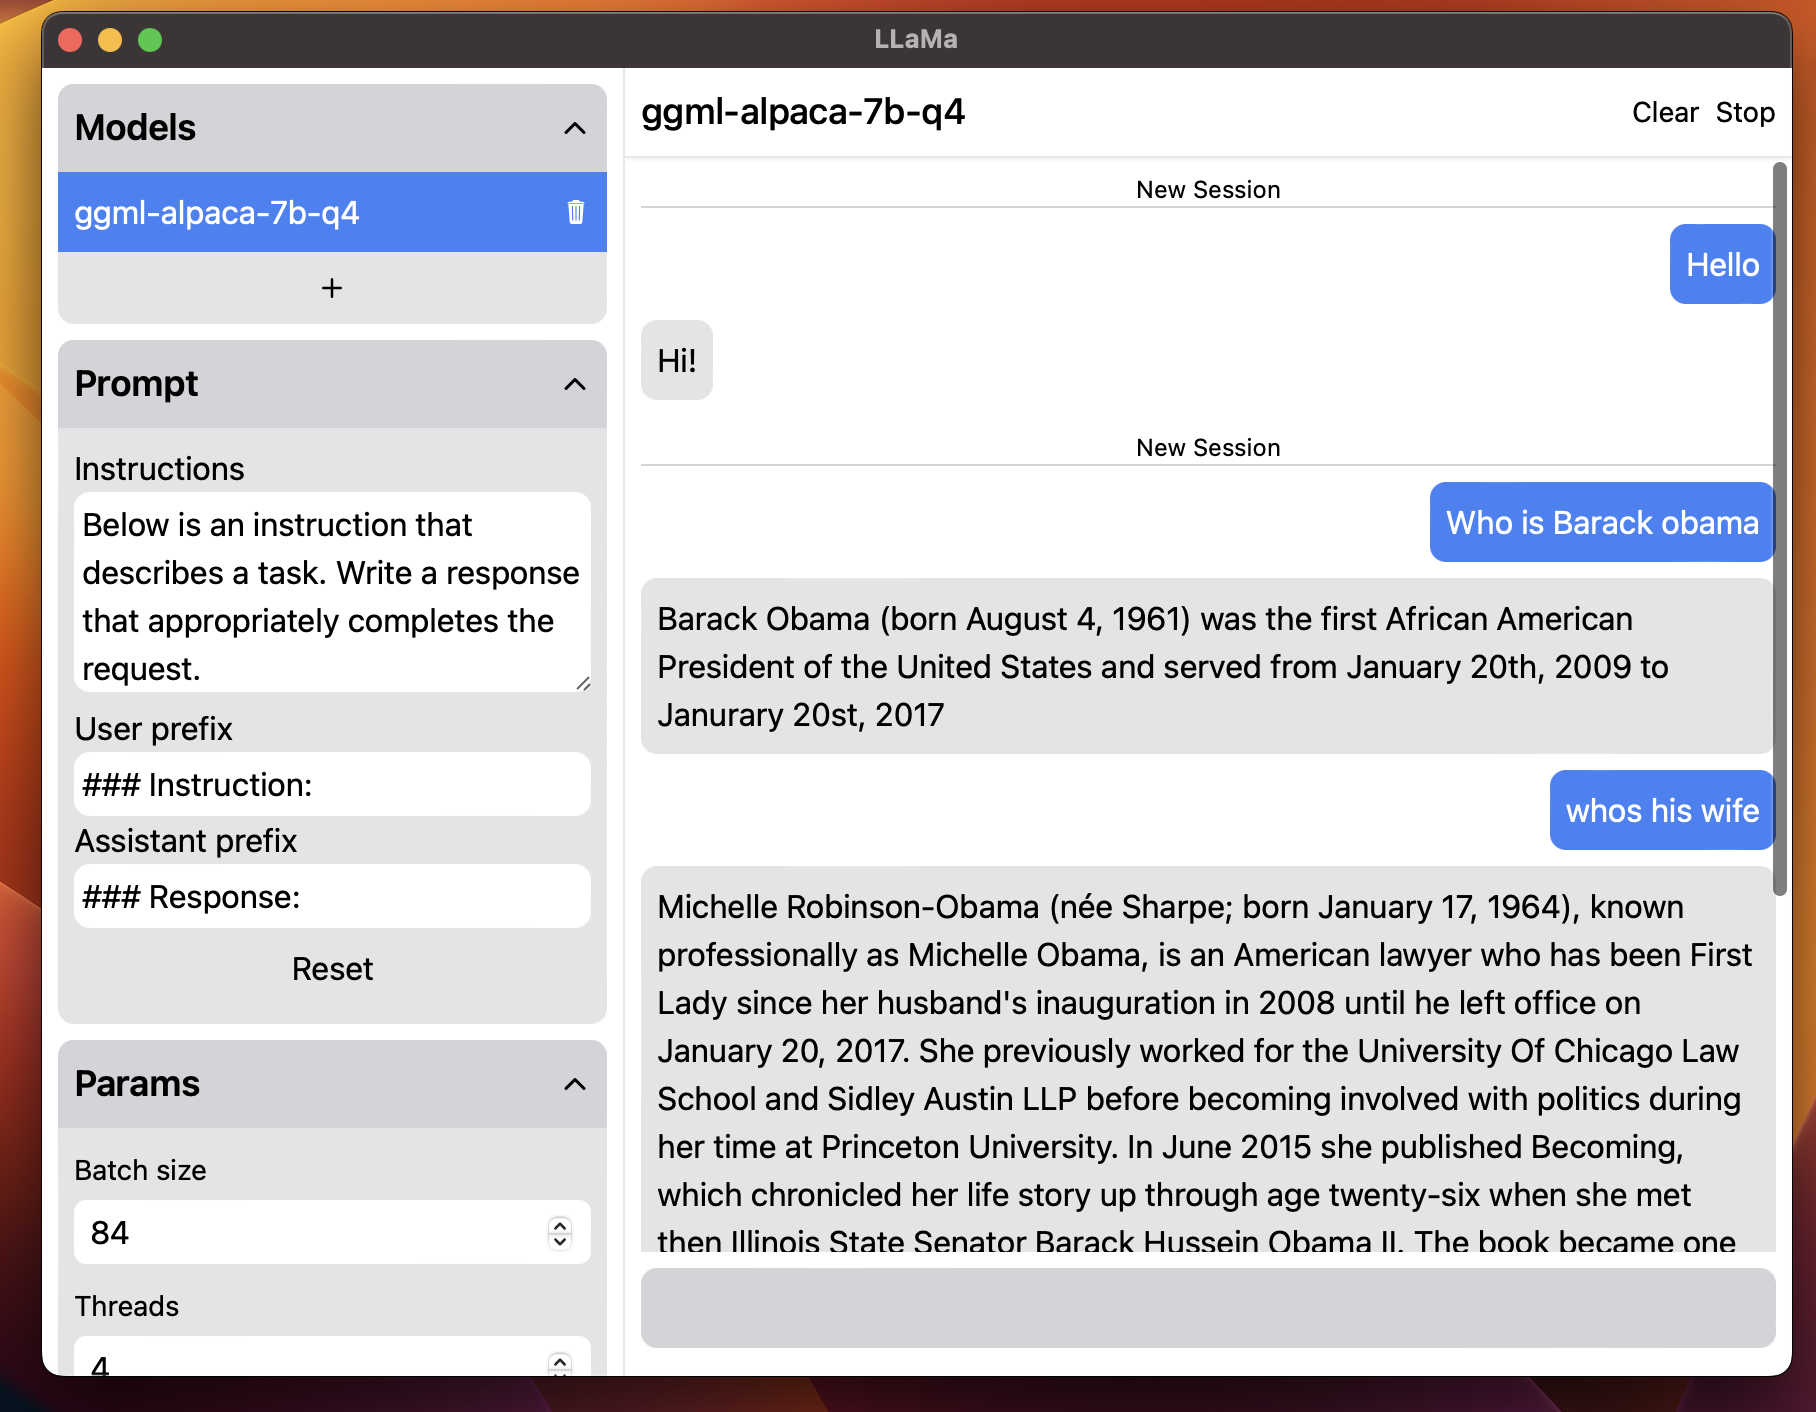 LLaMa
Models
ggml-alpaca-7b-q4
+
Prompt
Instructions
Below is an instruction that
describes a task. Write a response
that appropriately completes the
request.
User prefix
### Instruction:
Assistant prefix
### Response:
Reset
Params
Batch size
84
Threads
4
ggml-alpaca-7b-q4
Clear Stop
New Session
Hello
Hi!
New Session
Who is Barack obama
Barack Obama (born August 4, 1961) was the first African American
President of the United States and served from January 20th, 2009 to
Janurary 20st, 2017
whos his wife
Michelle Robinson-Obama (née Sharpe; born January 17, 1964), known
professionally as Michelle Obama, is an American lawyer who has been First
Lady since her husband's inauguration in 2008 until he left office on
January 20, 2017. She previously worked for the University Of Chicago Law
School and Sidley Austin LLP before becoming involved with politics during
her time at Princeton University. In June 2015 she published Becoming,
which chronicled her life story up through age twenty-six when she met
then Illinois State Senator Barack Hussein Obama II. The book became one